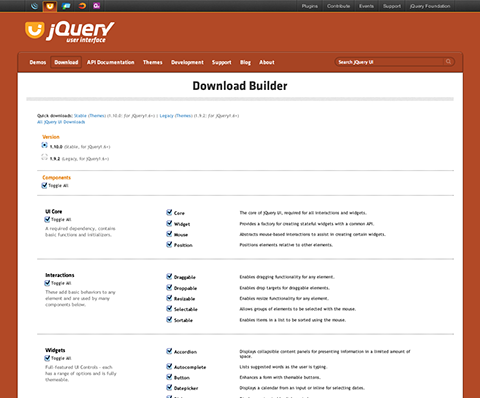 Plugins Contribute Events Support jQuery Foundation
jQuery
user interface
Demos Download API Documentation Themes Development Support Blog About
Search jQuery UI
Download Builder
Quick downloads: Stable (Themes) (1.10.0: for jQuery1.6+) | Legacy (Themes) (1.9.2: for jQuery1.6+)
All jQuery UI Downloads
Version
1.10.0 (Stable, for jQuery1.6+)
1.9.2 (Legacy, for jQuery1.6+)
Components
Toggle All
UI Core
Toggle All
A required dependency, contains
basic functions and initializers.
Core The core of jQuery UI, required for all interactions and widgets.
Widget Provides a factory for creating stateful widgets with a common API.
Mouse Abstracts mouse-based interactions to assist in creating certain widgets.
Position Positions elements relative to other elements.
Interactions
Toggle All
These add basic behaviors to any
element and are used by many
components below.
Draggable Enables dragging functionality for any element.
Droppable Enables drop targets for draggable elements.
Resizable Enables resize functionality for any element.
Selectable Allows groups of elements to be selected with the mouse.
Sortable Enables items in a list to be sorted using the mouse.
Widgets
Toggle All
Full-featured UI Controls - each
has a range of options and is fully
themeable.
Accordion Displays collapsible content panels for presenting information in a limited amount of
space.
Autocomplete Lists suggested words as the user is typing.
Button Enhances a form with themable buttons.
Datepicker Displays a calendar from an input or inline for selecting dates.